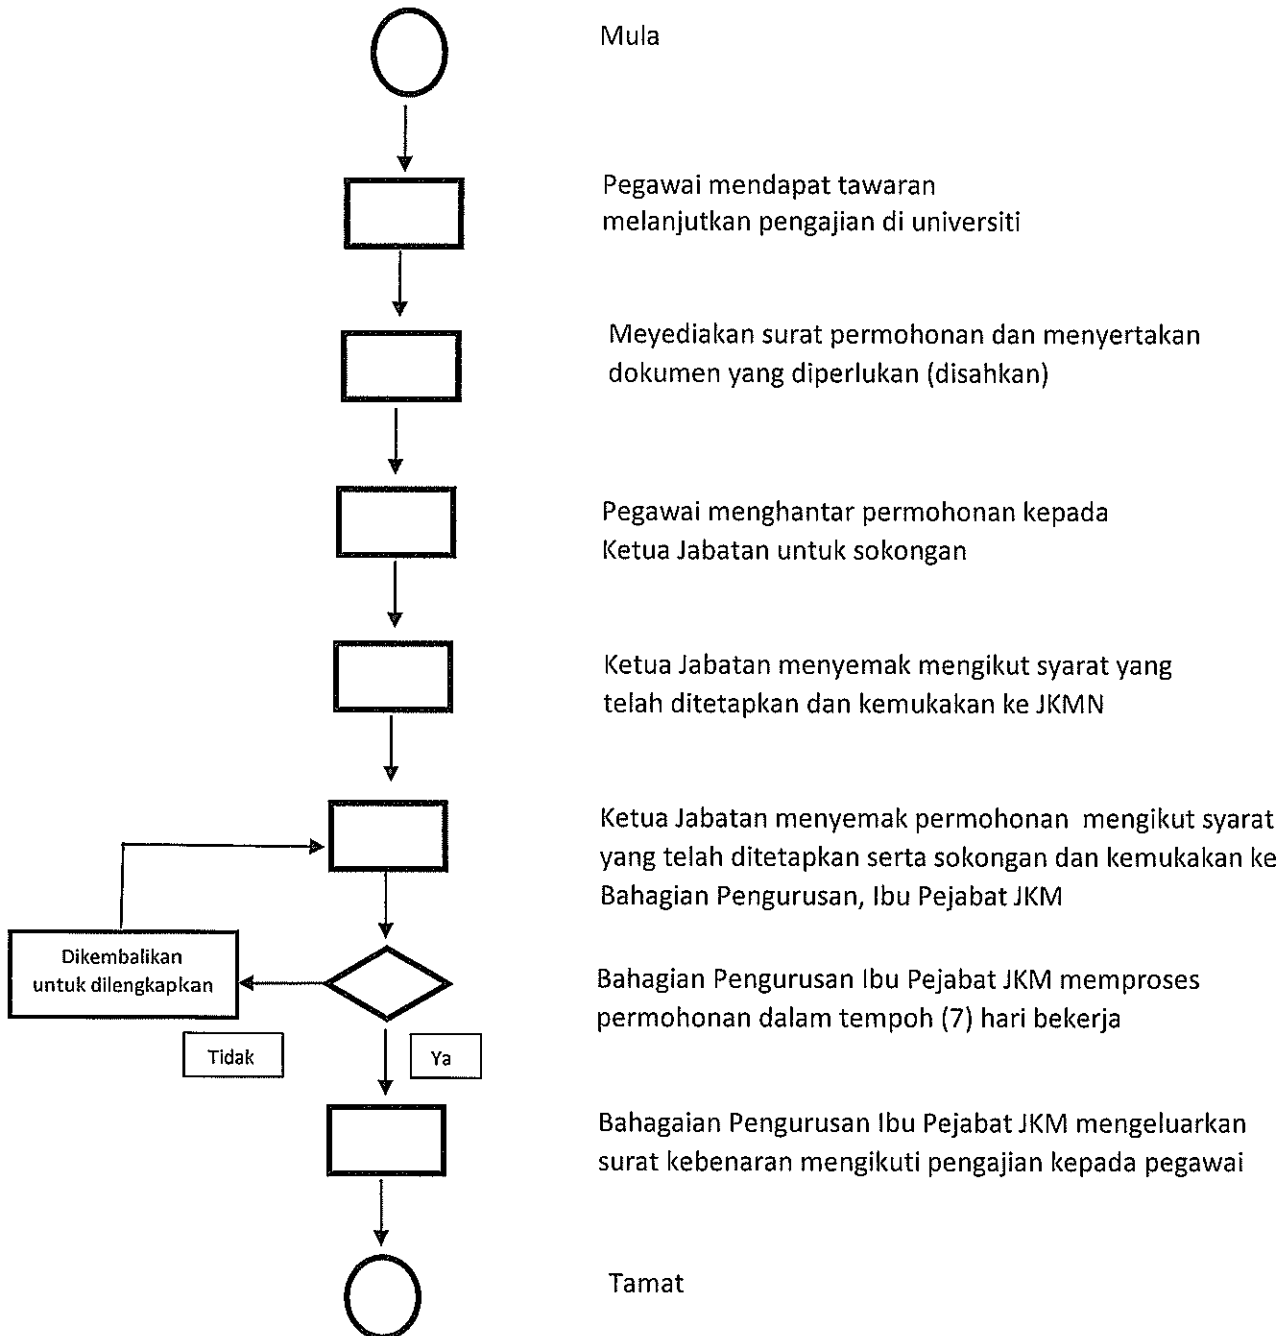 Mula
Pegawai mendapat tawaran
melanjutkan pengajian di universiti
Meyediakan surat permohonan dan menyertakan
dokumen yang diperlukan (disahkan)
Pegawai menghantar permohonan kepada
Ketua Jabatan untuk sokongan
Ketua Jabatan menyemak mengikut syarat yang
telah ditetapkan dan kemukakan ke JKMN
Ketua Jabatan menyemak permohonan mengikut syarat
yang telah ditetapkan serta sokongan dan kemukakan ke
Bahagian Pengurusan, Ibu Pejabat JKM
Dikembalikan
untuk dilengkapkan
Bahagian Pengurusan Ibu Pejabat JKM memproses
permohonan dalam tempoh (7) hari bekerja
Tidak
Ya
Bahagaian Pengurusan Ibu Pejabat JKM mengeluarkan
surat kebenaran mengikuti pengajian kepada pegawai
Tamat